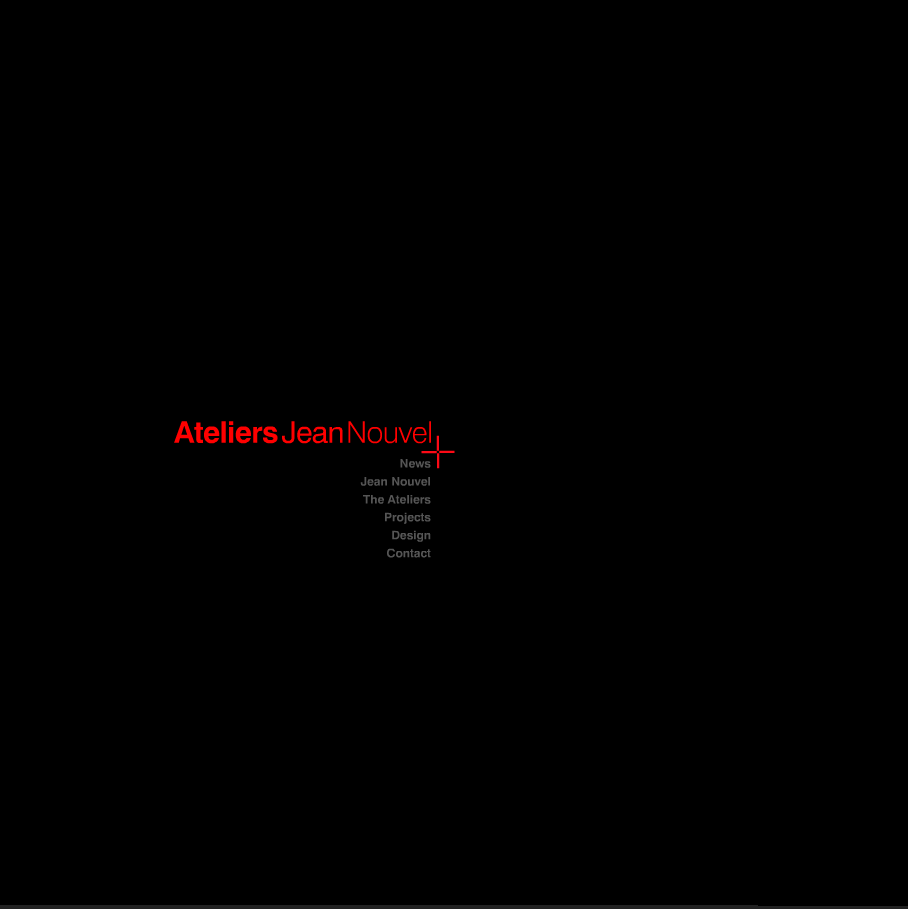 Ateliers Jean Nouvel
News
Jean Nouvel
The Ateliers
Projects
Design
Contact